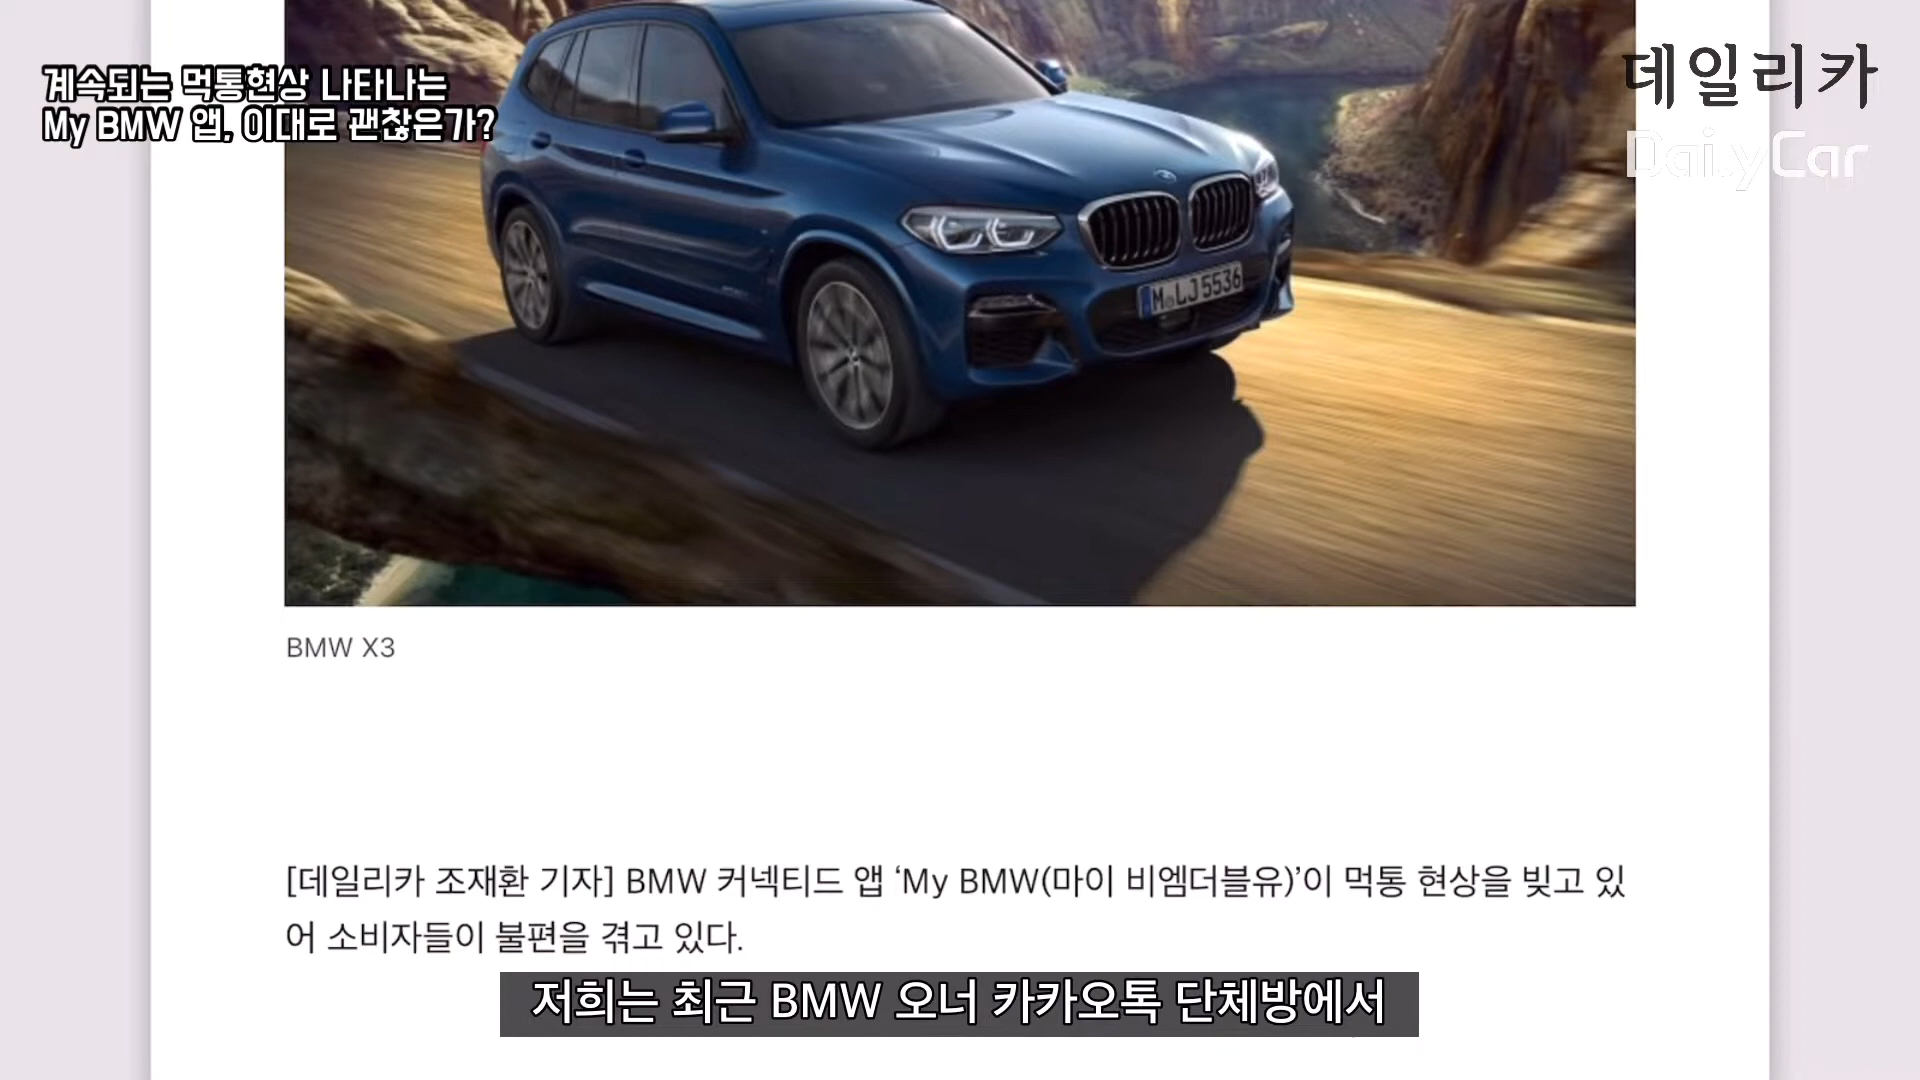 계속되는 먹통현상 나타나는
My BMW 앱, 이대로 괜찮은가?
데일리카
DailyCar
M LJ 5536
BMW X3
[데일리카 조재환 기자] BMW 커넥티드 앱 ‘My BMW(마이 비엠더블유)’이 먹통 현상을 빚고 있
어 소비자들이 불편을 겪고 있다.
저희는 최근 BMW 오너 카카오톡 단체방에서